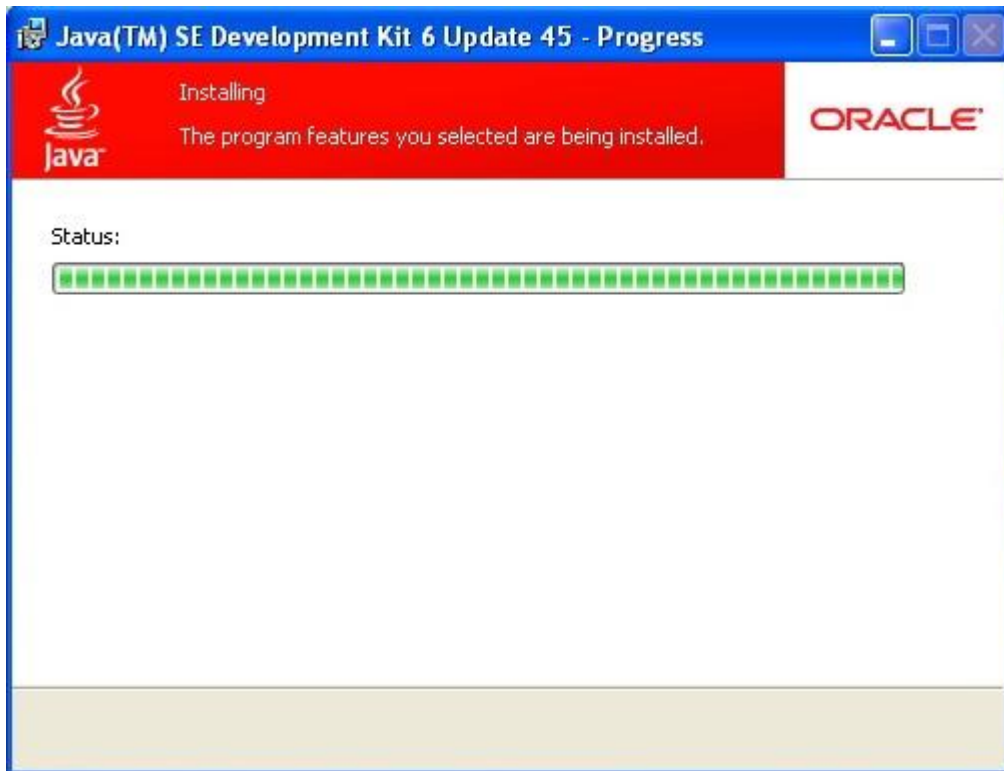 Java(TM) SE Development Kit 6 Update 45 - Progress
Installing
The program features you selected are being installed.
Java™
ORACLE®
Status: